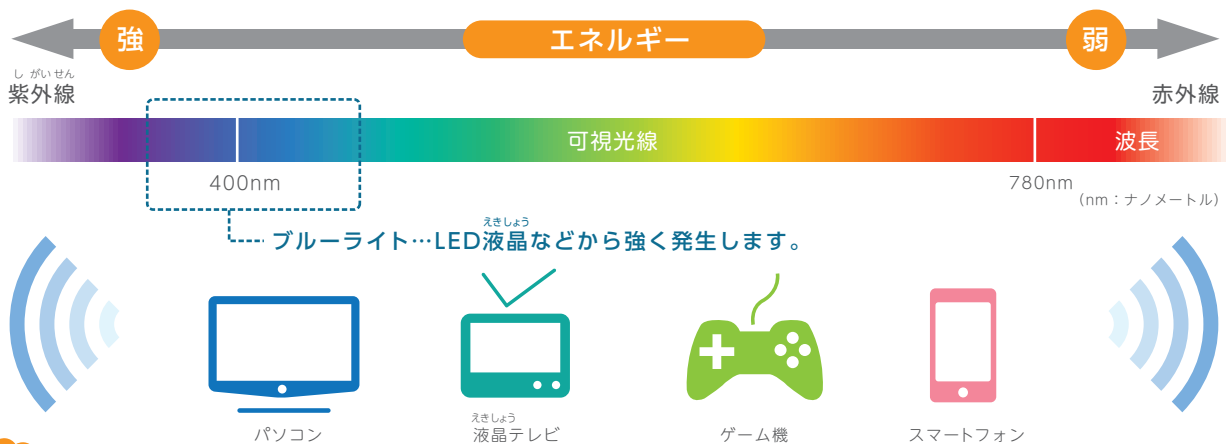 強 エネルギー 弱
し がいせん
紫外線 赤外線
可視光線 波長
400nm 780nm
(nm：ナノメートル)
えきしょう
ブルーライト…LED液晶などから強く発生します。
パソコン
えきしょう
液晶テレビ
ゲーム機
スマートフォン